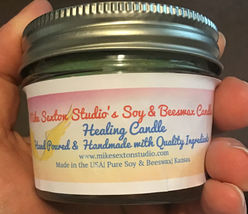 Mike Sexton Studio's Soy & Beeswax Candle
Healing Candle
Hand Poured & Handmade with Quality Ingredients
www.mikesextonstudio.com
Made in the USA! Pure Soy & Beeswax! Kansas